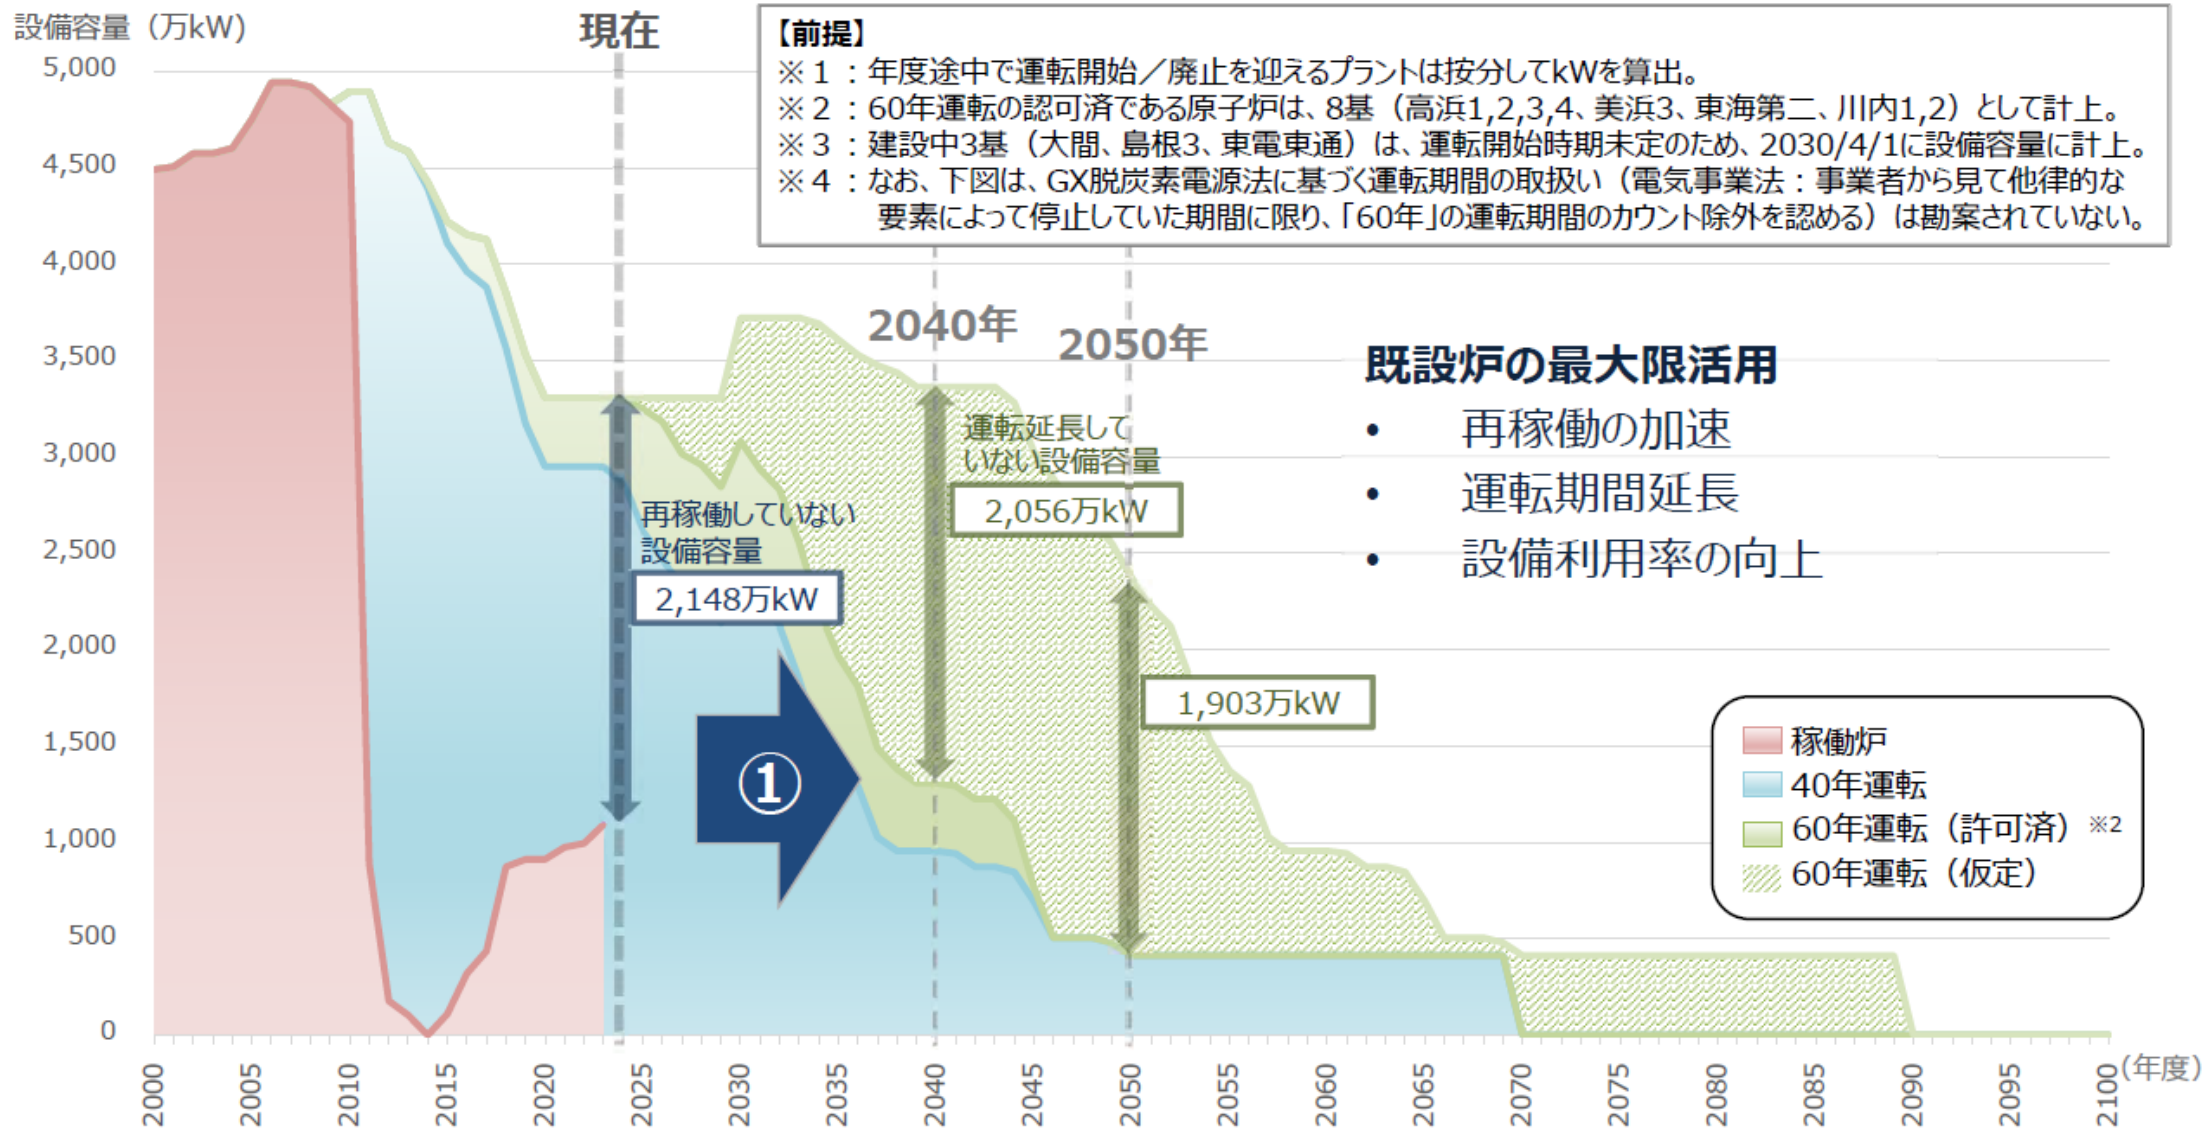 設備容量（万kW)
現在
【前提】
※１：年度途中で運転開始／廃止を迎えるプラントは按分してkWを算出。
※２：60年運転の認可済である原子炉は、8基（高浜1,2,3,4、美浜3、東海第二、川内1,2）として計上。
※３：建設中3基（大間、島根3、東電東通）は、運転開始時期未定のため、2030/4/1に設備容量に計上。
※４：なお、下図は、GX脱炭素電源法に基づく運転期間の取扱い（電気事業法：事業者から見て他律的な
要素によって停止していた期間に限り、「60年」の運転期間のカウント除外を認める）は勘案されていない。
5,000
4,500
4,000
3,500
3,000
2,500
2,000
1,500
1,000
500
0
2040年
2050年
既設炉の最大限活用
• 再稼働の加速
• 運転期間延長
• 設備利用率の向上
運転延長して
いない設備容量
2,056万kW
再稼働していない
設備容量
2,148万kW
1,903万kW
①
稼働炉
40年運転
60年運転（許可済）※2
60年運転（仮定）
2000
2005
2010
2015
2020
2025
2030
2035
2040
2045
2050
2055
2060
2065
2070
2075
2080
2085
2090
2095
2100
(年度)